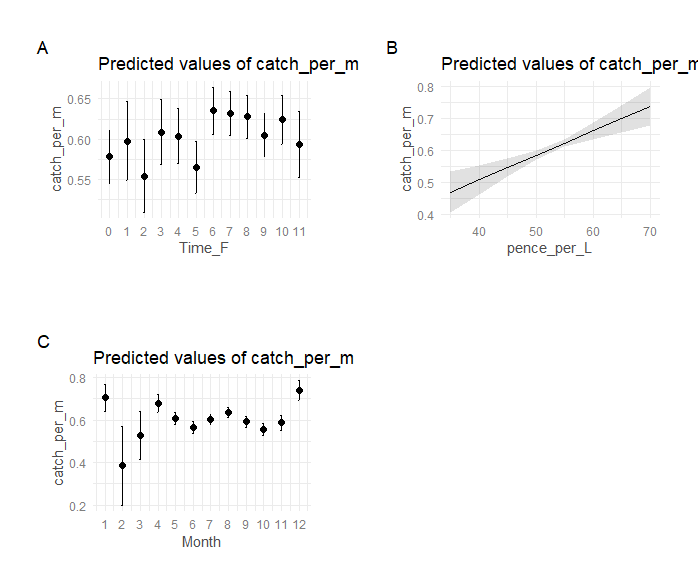 A
Predicted values of catch_per_m
0.65
0.60
0.55
catch_per_m
0 1 2 3 4 5 6 7 8 9 10 11
Time_F
B
Predicted values of catch_per_m
0.8
0.7
0.6
0.5
0.4
catch_per_m
40 50 60 70
pence_per_L
C
Predicted values of catch_per_m
0.8
0.6
0.4
0.2
catch_per_m
1 2 3 4 5 6 7 8 9 10 11 12
Month